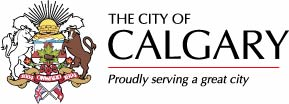 THE CITY OF
CALGARY
Proudly serving a great city